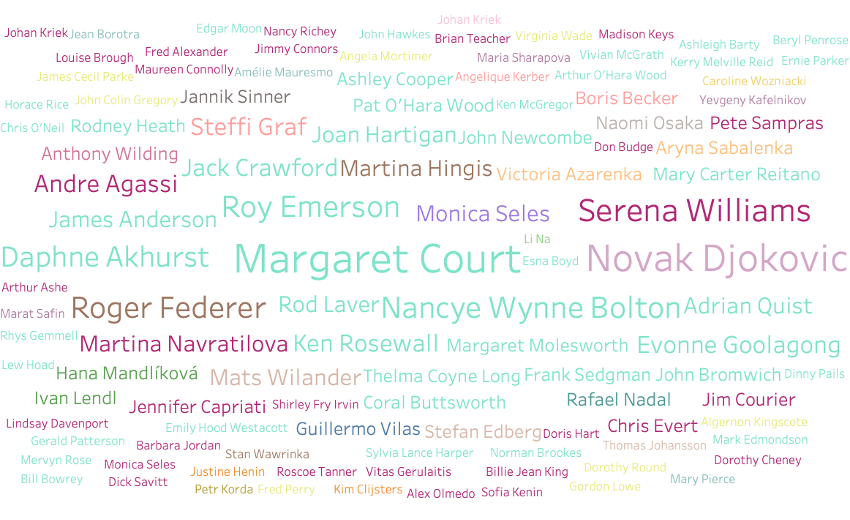 Johan Kriek
Johan Kriek Jean Borotra Edgar Moon Nancy Richey John Hawkes Brian Teacher Virginia Wade Madison Keys Ashleigh Barty Beryl Penrose
Louise Brough Fred Alexander Jimmy Connors Angela Mortimer Maria Sharapova Vivian McGrath Kerry Melville Reid Ernie Parker
James Cecil Parke Maureen Connolly Amélie Mauresmo Ashley Cooper Angelique Kerber Arthur O'Hara Wood Caroline Wozniacki
Horace Rice John Colin Gregory Jannik Sinner Pat O'Hara Wood Ken McGregor Boris Becker Yevgeny Kafelnikov
Chris O'Neil Rodney Heath Steffi Graf Joan Hartigan John Newcombe Naomi Osaka Pete Sampras
Anthony Wilding Don Budge Aryna Sabalenka
Jack Crawford Martina Hingis Victoria Azarenka Mary Carter Reitano
Andre Agassi
James Anderson Roy Emerson Monica Seles Serena Williams
Li Na
Daphne Akhurst Margaret Court Esna Boyd Novak Djokovic
Arthur Ashe
Marat Safin Roger Federer Rod Laver Nancye Wynne Bolton Adrian Quist
Rhys Gemmell Martina Navratilova Ken Rosewall Margaret Molesworth Evonne Goolagong
Lew Hoad Hana Mandlíková Mats Wilander Thelma Coyne Long Frank Sedgman John Bromwich Dinny Pails
Ivan Lendl Jennifer Capriati Shirley Fry Irvin Coral Buttsworth Rafael Nadal Jim Courier
Lindsay Davenport Emily Hood Westacott Guillermo Vilas Stefan Edberg Doris Hart Chris Evert Algernon Kingscote
Gerald Patterson Barbara Jordan Stan Wawrinka Sylvia Lance Harper Norman Brookes Thomas Johansson Mark Edmondson
Mervyn Rose Monica Seles Justine Henin Roscoe Tanner Vitas Gerulaitis Billie Jean King Dorothy Round Dorothy Cheney
Bill Bowrey Dick Savitt Petr Korda Fred Perry Kim Clijsters Alex Olmedo Sofia Kenin Gordon Lowe Mary Pierce